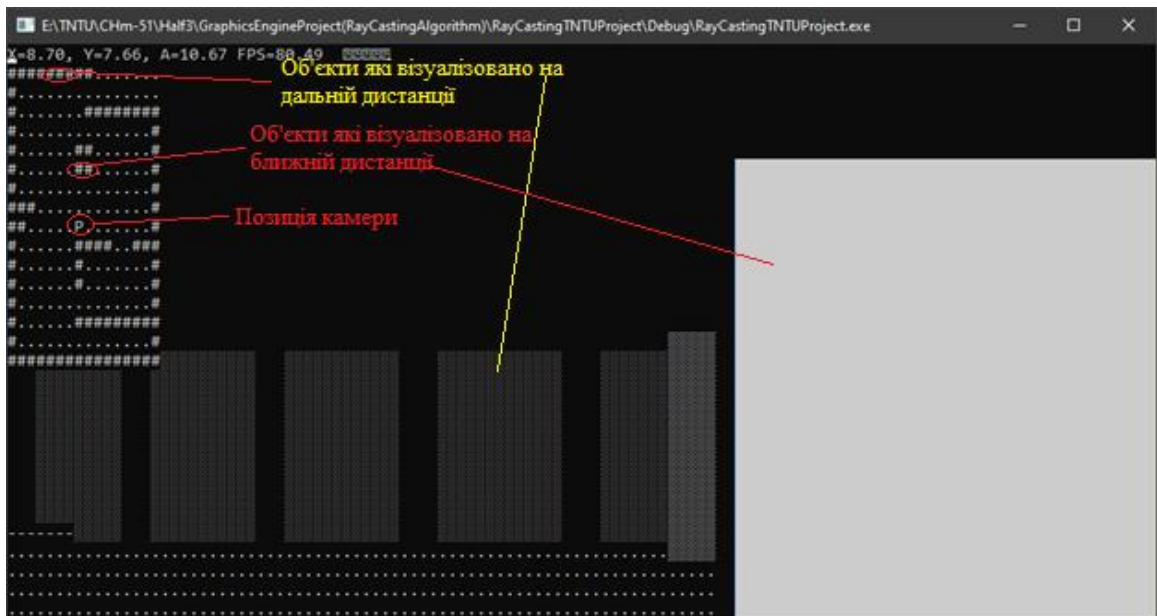 E:\TNTU\CHm-51\Half3\GraphicsEngineProject(RayCastingAlgorithm)\RayCastingTNTUProject\Debug\RayCastingTNTUProject.exe
X=8.70, Y=7.66, A=10.67 FPS=80.49
#########.......
#...............
#.......########
#..............#
#......##......#
#......##......#
#..............#
###............#
##.....P.......#
#......####..###
#......#.......#
#......#.......#
#..............#
#......#########
#..............#
################
Об'єкти які візуалізовано на
дальній дистанції
Об'єкти які візуалізовано на
ближній дистанції
Позиція камери